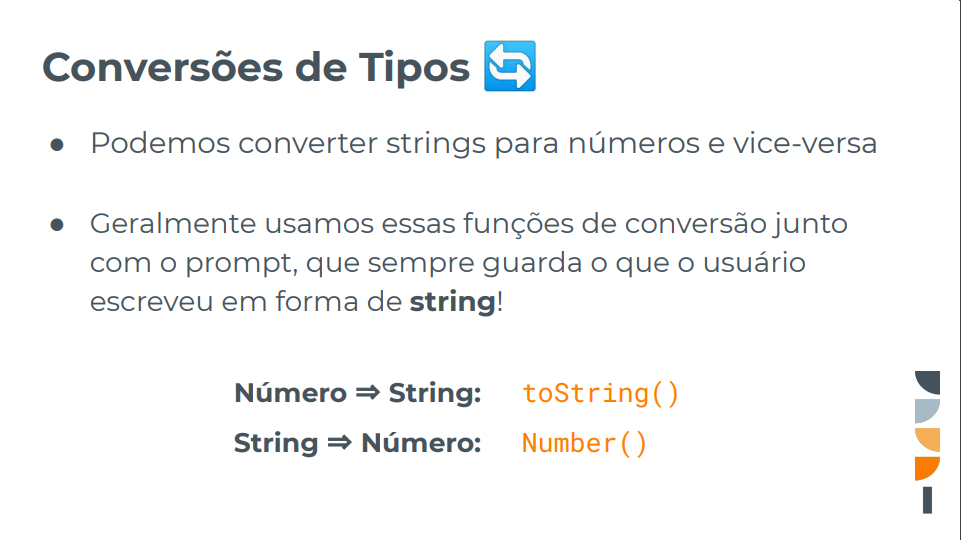 Conversões de Tipos 🔄
● Podemos converter strings para números e vice-versa
● Geralmente usamos essas funções de conversão junto
com o prompt, que sempre guarda o que o usuário
escreveu em forma de string!
Número ⇒ String: toString()
String ⇒ Número: Number()